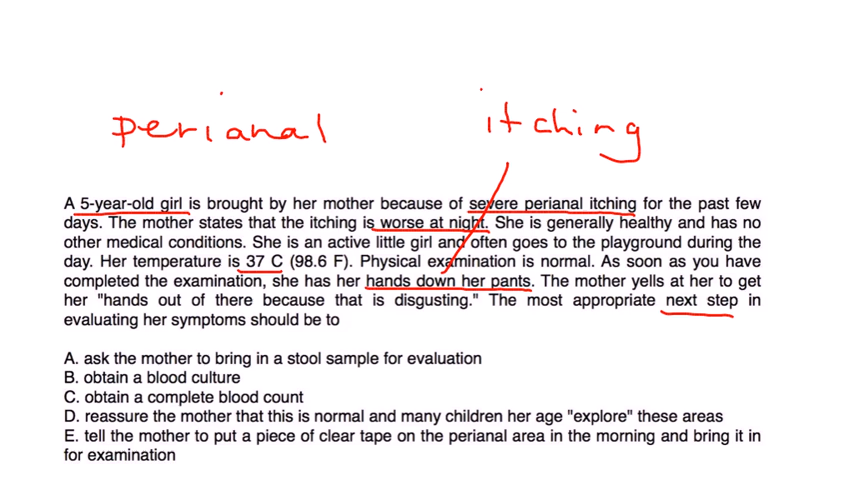 perianal itching
A 5-year-old girl is brought by her mother because of severe perianal itching for the past few
days. The mother states that the itching is worse at night. She is generally healthy and has no
other medical conditions. She is an active little girl and often goes to the playground during the
day. Her temperature is 37 C (98.6 F). Physical examination is normal. As soon as you have
completed the examination, she has her hands down her pants. The mother yells at her to get
her "hands out of there because that is disgusting." The most appropriate next step in
evaluating her symptoms should be to
A. ask the mother to bring in a stool sample for evaluation
B. obtain a blood culture
C. obtain a complete blood count
D. reassure the mother that this is normal and many children her age "explore" these areas
E. tell the mother to put a piece of clear tape on the perianal area in the morning and bring it in
for examination